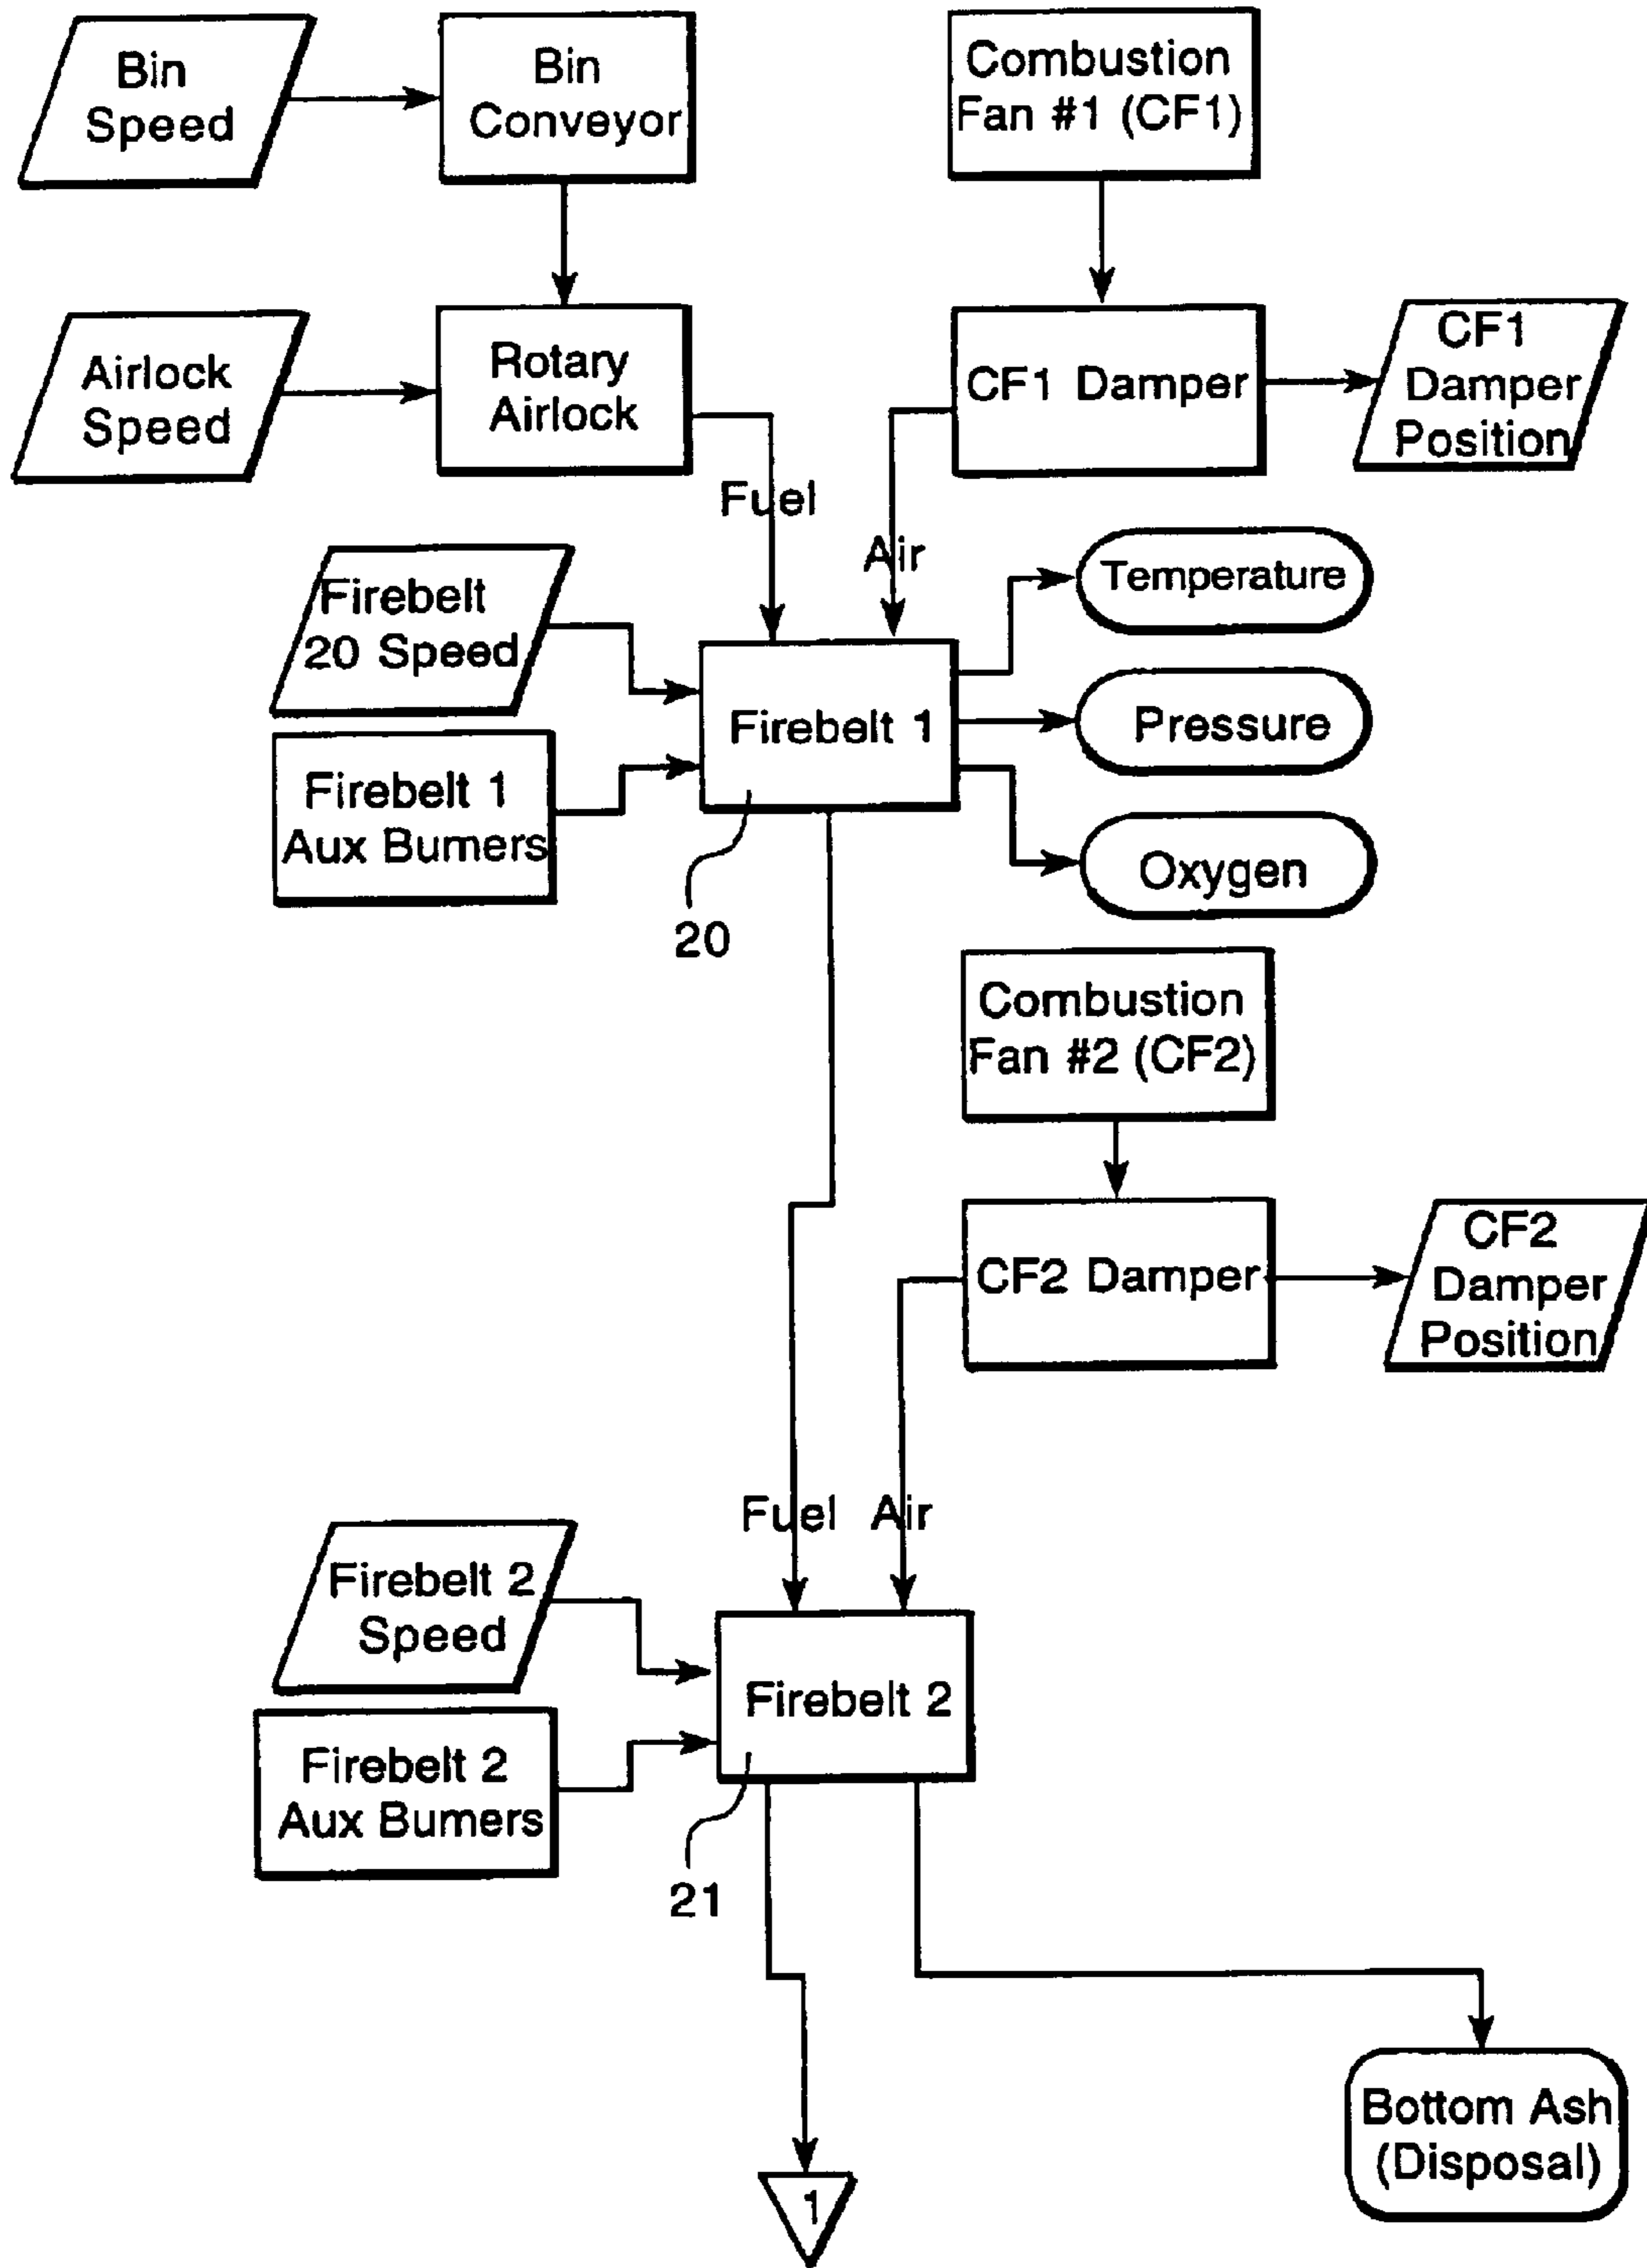 Bin
Speed
Bin
Conveyor
Combustion
Fan #1 (CF1)
Airlock
Speed
Rotary
Airlock
CF1 Damper
CF1
Damper
Position
Fuel
Air
Firebelt
20 Speed
Firebelt 1
Aux Burners
Firebelt 1
20
Temperature
Pressure
Oxygen
Combustion
Fan #2 (CF2)
CF2 Damper
CF2
Damper
Position
Fuel
Air
Firebelt 2
Speed
Firebelt 2
Aux Burners
Firebelt 2
21
Bottom Ash
(Disposal)
1